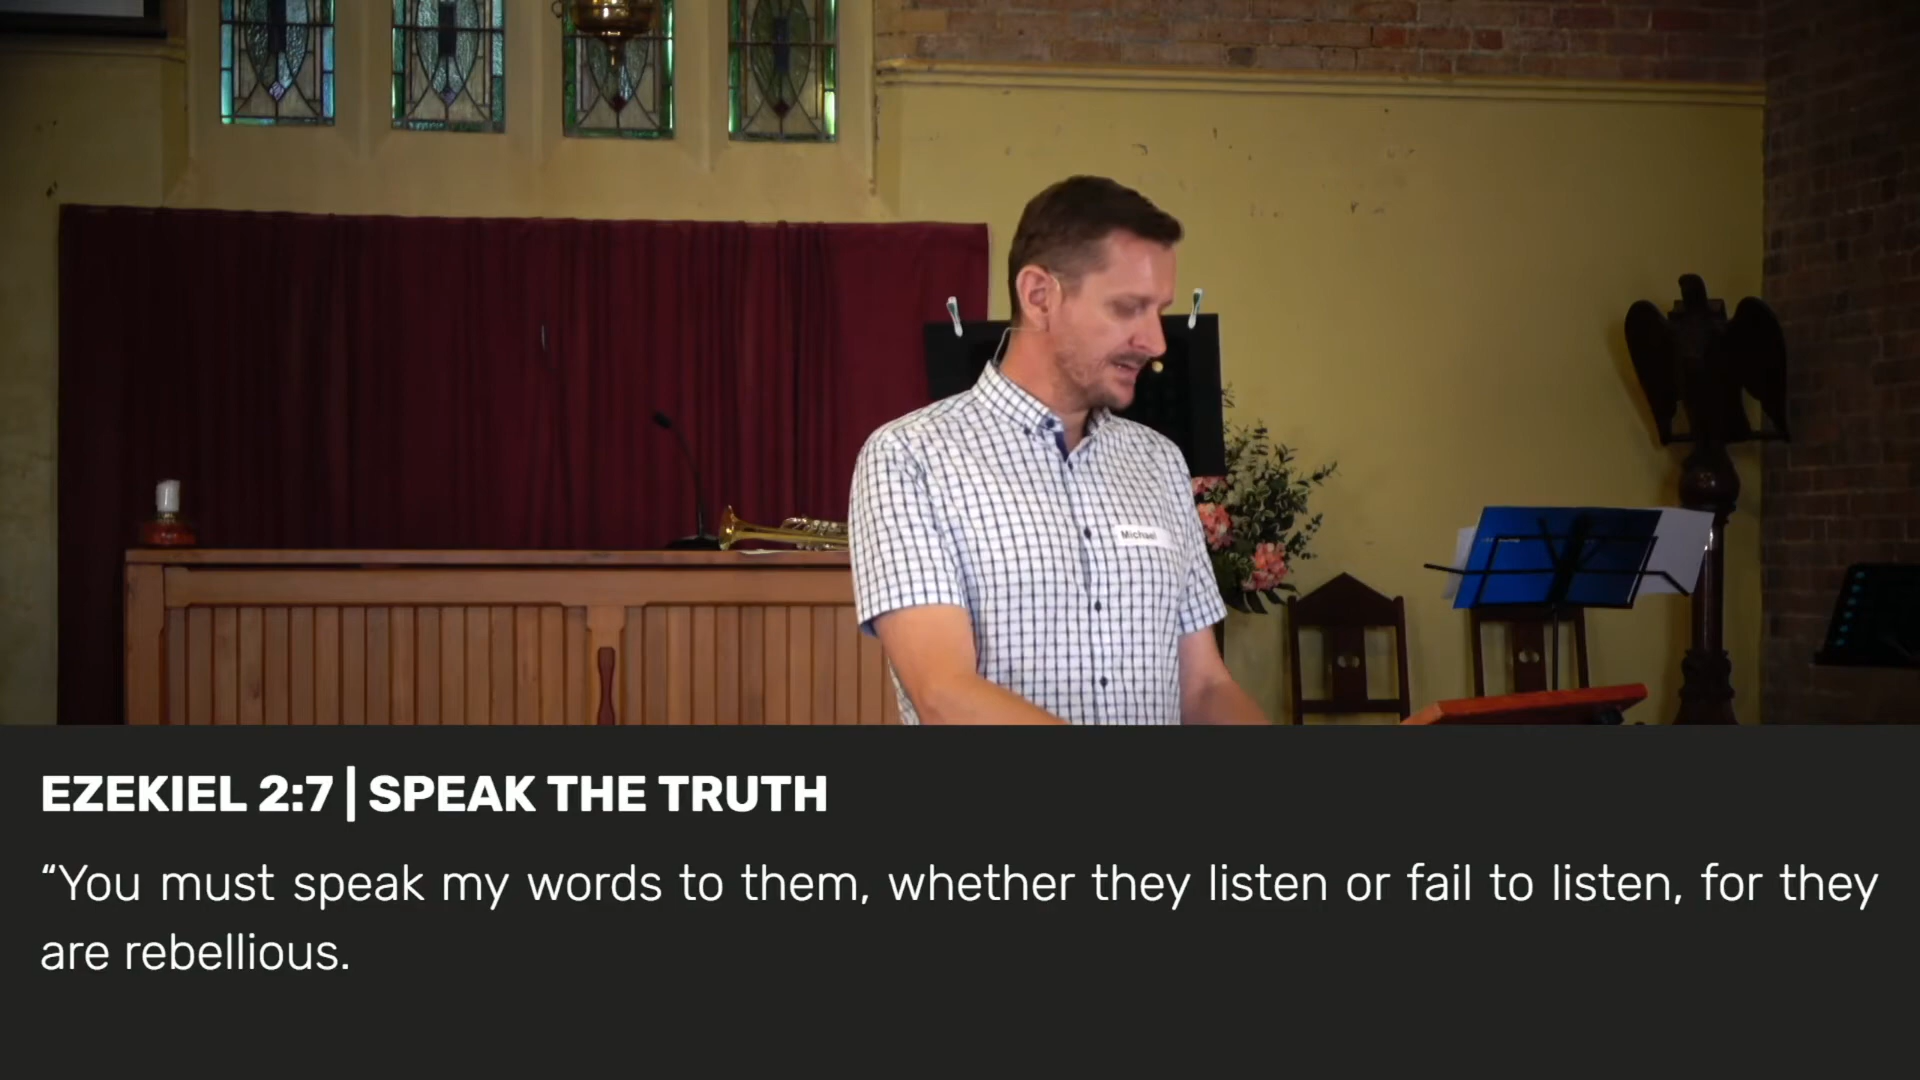 Michael
EZEKIEL 2:7 | SPEAK THE TRUTH
“You must speak my words to them, whether they listen or fail to listen, for they
are rebellious.